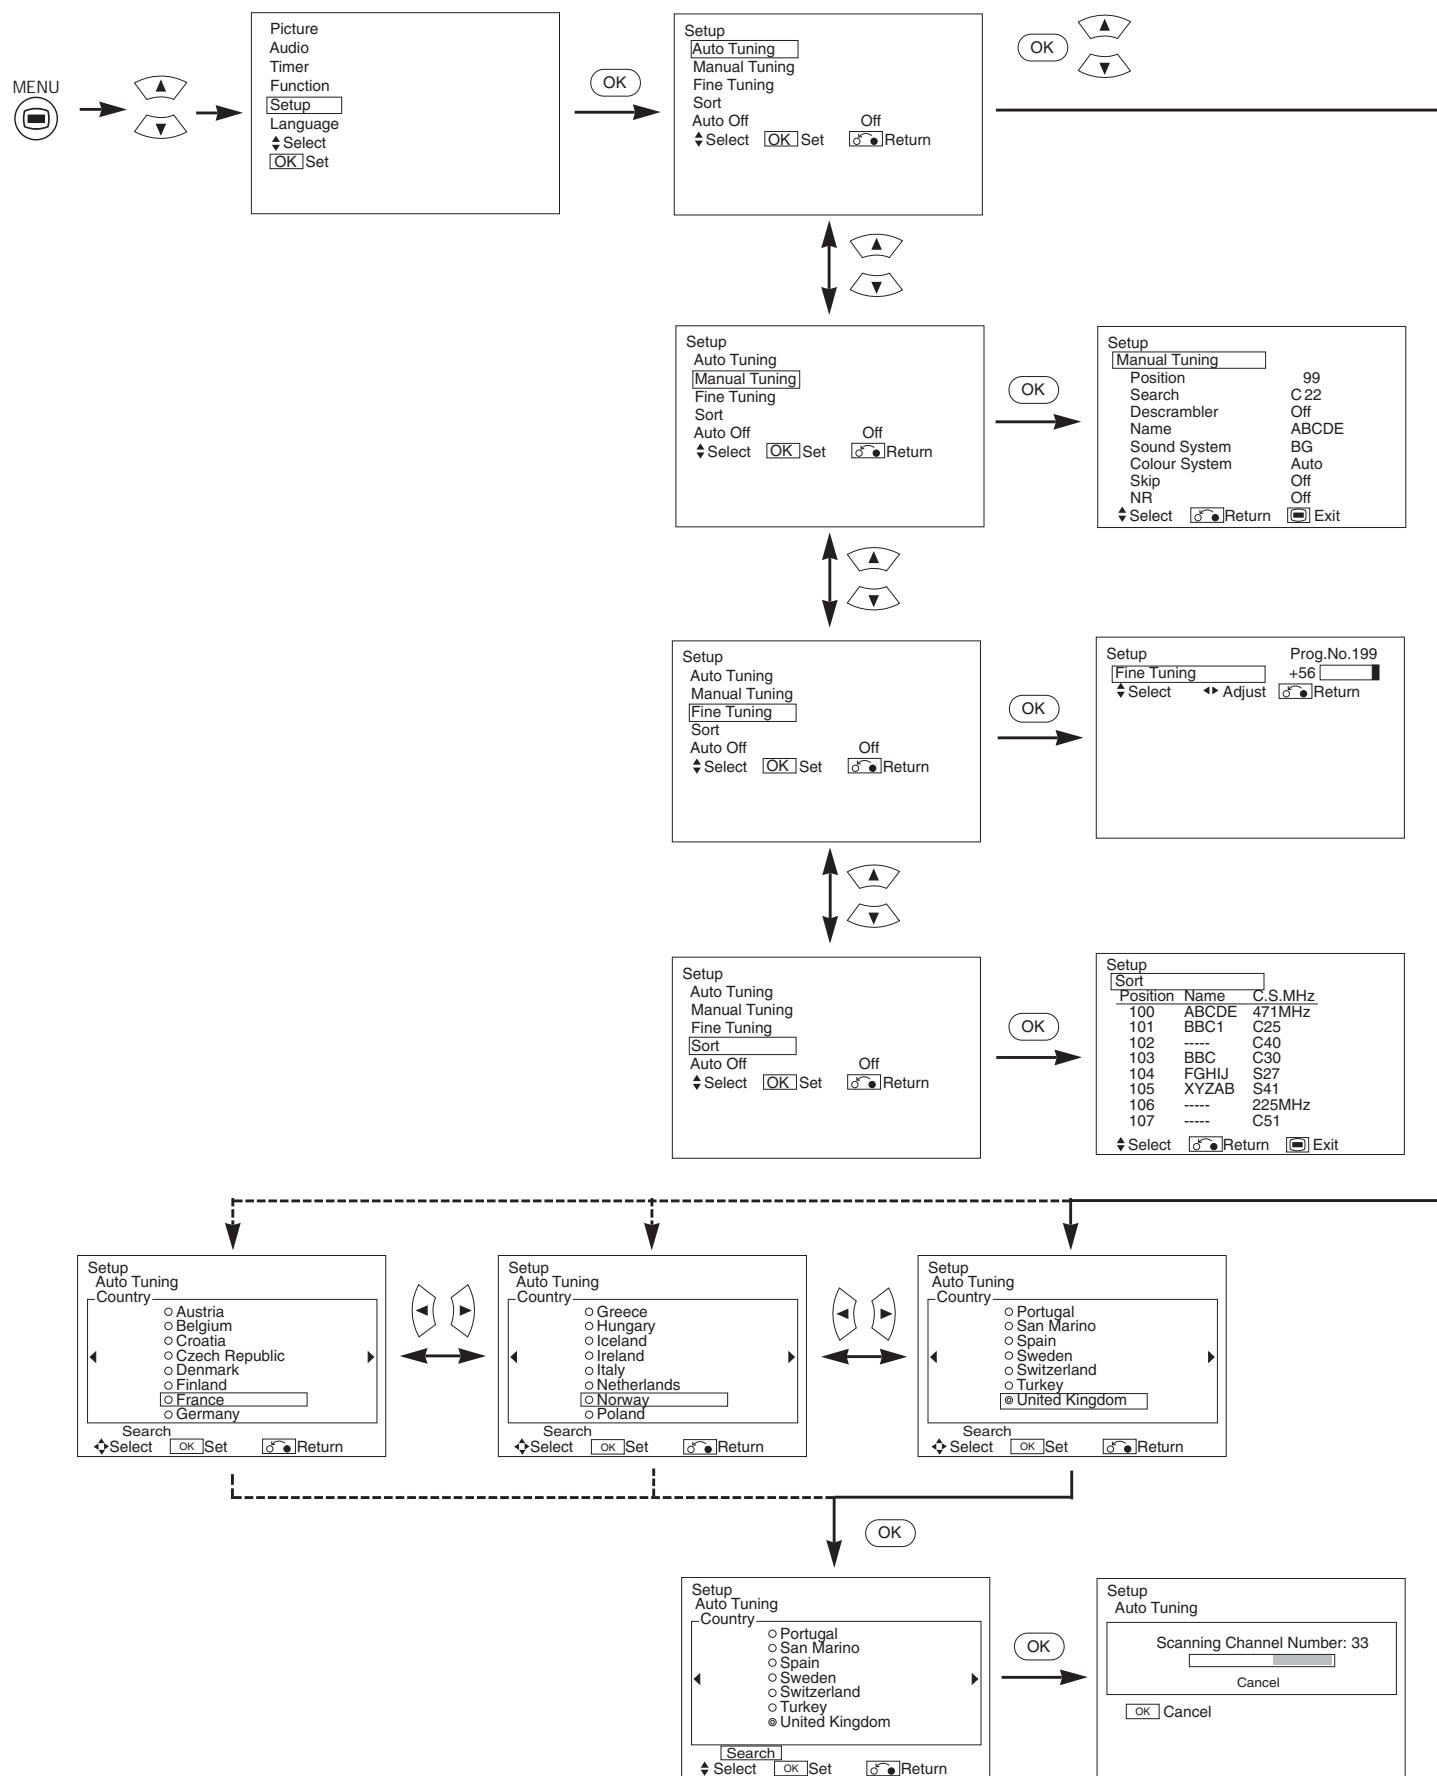 MENU
Picture
Audio
Timer
Function
Setup
Language
Select
OK Set
OK
Setup
Auto Tuning
Manual Tuning
Fine Tuning
Sort
Auto Off Off
Select OK Set Return
OK
Setup
Auto Tuning
Manual Tuning
Fine Tuning
Sort
Auto Off Off
Select OK Set Return
OK
Setup
Manual Tuning
Position 99
Search C 22
Descrambler Off
Name ABCDE
Sound System BG
Colour System Auto
Skip Off
NR Off
Select Return Exit
Setup
Auto Tuning
Manual Tuning
Fine Tuning
Sort
Auto Off Off
Select OK Set Return
OK
Setup Prog.No.199
Fine Tuning +56
Select Adjust Return
Setup
Auto Tuning
Manual Tuning
Fine Tuning
Sort
Auto Off Off
Select OK Set Return
OK
Setup
Sort
Position Name C.S.MHz
100 ABCDE 471MHz
101 BBC1 C25
102 ----- C40
103 BBC C30
104 FGHIJ S27
105 XYZAB S41
106 ----- 225MHz
107 ----- C51
Select Return Exit
Setup
Auto Tuning
Country
Austria
Belgium
Croatia
Czech Republic
Denmark
Finland
France
Germany
Search
Select OK Set Return
Setup
Auto Tuning
Country
Greece
Hungary
Iceland
Ireland
Italy
Netherlands
Norway
Poland
Search
Select OK Set Return
Setup
Auto Tuning
Country
Portugal
San Marino
Spain
Sweden
Switzerland
Turkey
United Kingdom
Search
Select OK Set Return
OK
Setup
Auto Tuning
Country
Portugal
San Marino
Spain
Sweden
Switzerland
Turkey
United Kingdom
Search
Select OK Set Return
OK
Setup
Auto Tuning
Scanning Channel Number: 33
Cancel
OK Cancel